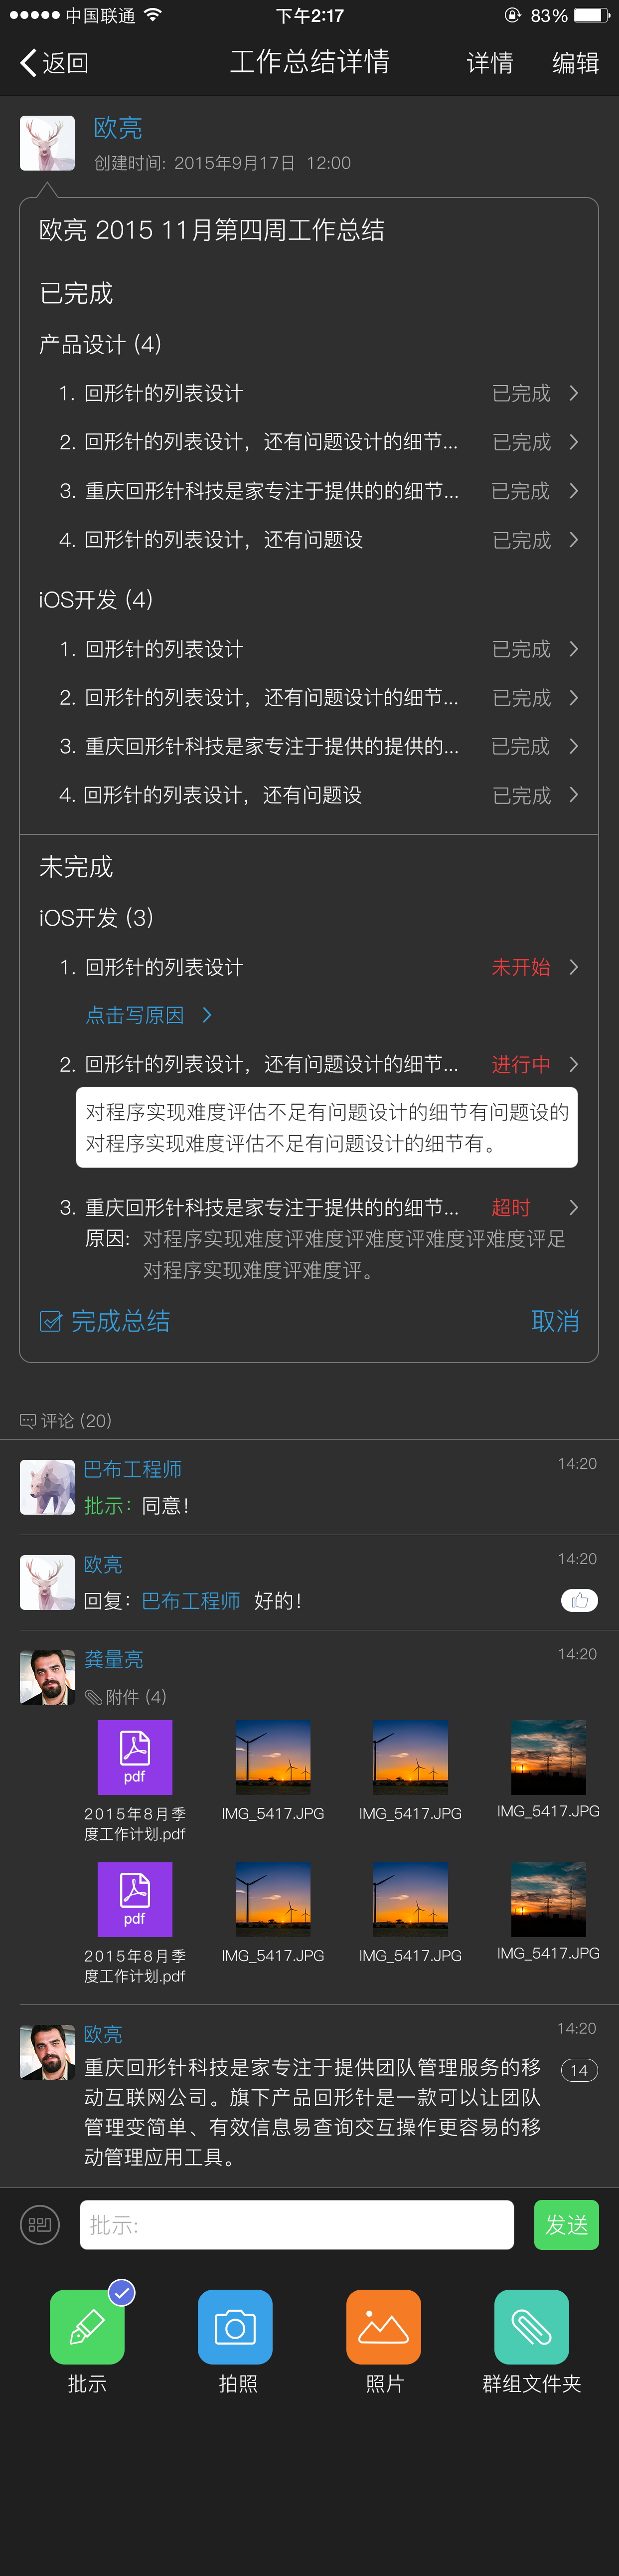 中国联通 下午2:17 83%
返回 工作总结详情 详情 编辑
欧亮
创建时间: 2015年9月17日 12:00
欧亮 2015 11月第四周工作总结
已完成
产品设计 (4)
1. 回形针的列表设计 已完成
2. 回形针的列表设计，还有问题设计的细节... 已完成
3. 重庆回形针科技是家专注于提供的的细节... 已完成
4. 回形针的列表设计，还有问题设 已完成
iOS开发 (4)
1. 回形针的列表设计 已完成
2. 回形针的列表设计，还有问题设计的细节... 已完成
3. 重庆回形针科技是家专注于提供的提供的... 已完成
4. 回形针的列表设计，还有问题设 已完成
未完成
iOS开发 (3)
1. 回形针的列表设计 未开始
点击写原因
2. 回形针的列表设计，还有问题设计的细节... 进行中
对程序实现难度评估不足有问题设计的细节有问题设的
对程序实现难度评估不足有问题设计的细节有。
3. 重庆回形针科技是家专注于提供的的细节... 超时
原因: 对程序实现难度评难度评难度评难度评难度评足
对程序实现难度评难度评。
完成总结 取消
评论 (20)
巴布工程师 14:20
批示：同意！
欧亮 14:20
回复：巴布工程师 好的！
龚量亮 14:20
附件 (4)
pdf
2015年8月季 IMG_5417.JPG IMG_5417.JPG IMG_5417.JPG
度工作计划.pdf
pdf
2015年8月季 IMG_5417.JPG IMG_5417.JPG IMG_5417.JPG
度工作计划.pdf
欧亮 14:20
重庆回形针科技是家专注于提供团队管理服务的移 14
动互联网公司。旗下产品回形针是一款可以让团队
管理变简单、有效信息易查询交互操作更容易的移
动管理应用工具。
批示: 发送
批示 拍照 照片 群组文件夹